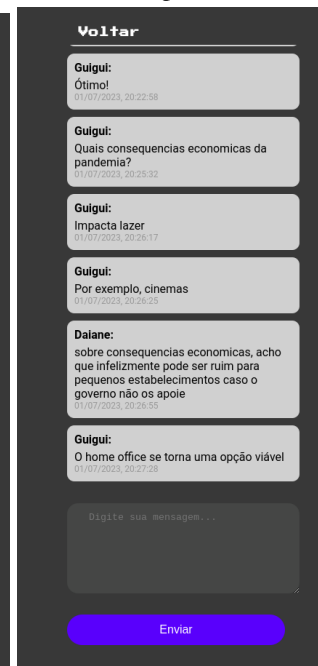 Voltar
Guigui:
Ótimo!
01/07/2023, 20:22:58
Guigui:
Quais consequencias economicas da
pandemia?
01/07/2023, 20:25:32
Guigui:
Impacta lazer
01/07/2023, 20:26:17
Guigui:
Por exemplo, cinemas
01/07/2023, 20:26:25
Daiane:
sobre consequencias economicas, acho
que infelizmente pode ser ruim para
pequenos estabelecimentos caso o
governo não os apoie
01/07/2023, 20:26:55
Guigui:
O home office se torna uma opção viável
01/07/2023, 20:27:28
Digite sua mensagem...
Enviar